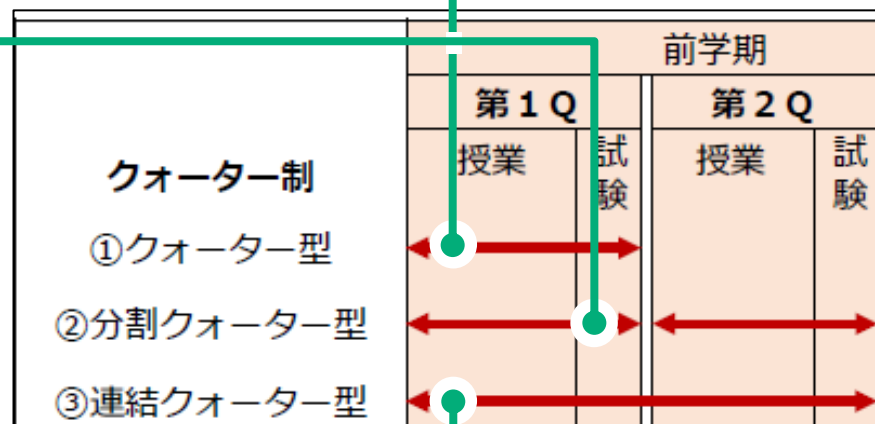 前学期
第１Ｑ
第２Ｑ
授業
試験
授業
試験
クォーター制
①クォーター型
②分割クォーター型
③連結クォーター型